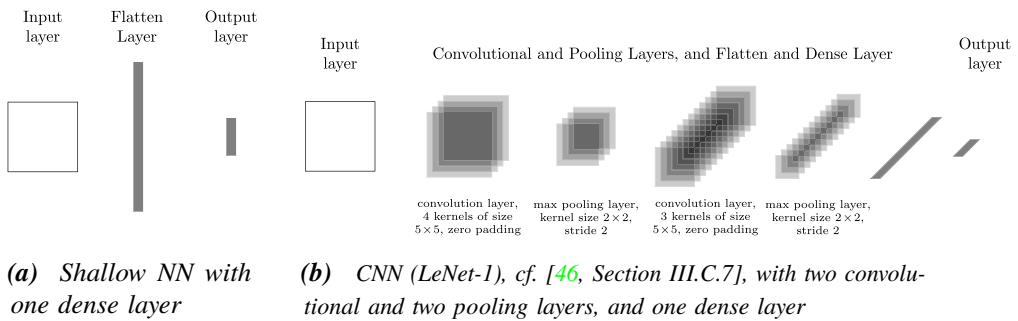 Input
layer
Flatten
Layer
Output
layer
Input
layer
Convolutional and Pooling Layers, and Flatten and Dense Layer
Output
layer
convolution layer,
4 kernels of size
5×5, zero padding
max pooling layer,
kernel size 2×2,
stride 2
convolution layer,
3 kernels of size
5×5, zero padding
max pooling layer,
kernel size 2×2,
stride 2
(a) Shallow NN with
one dense layer
(b) CNN (LeNet-1), cf. [46, Section III.C.7], with two convolu-
tional and two pooling layers, and one dense layer